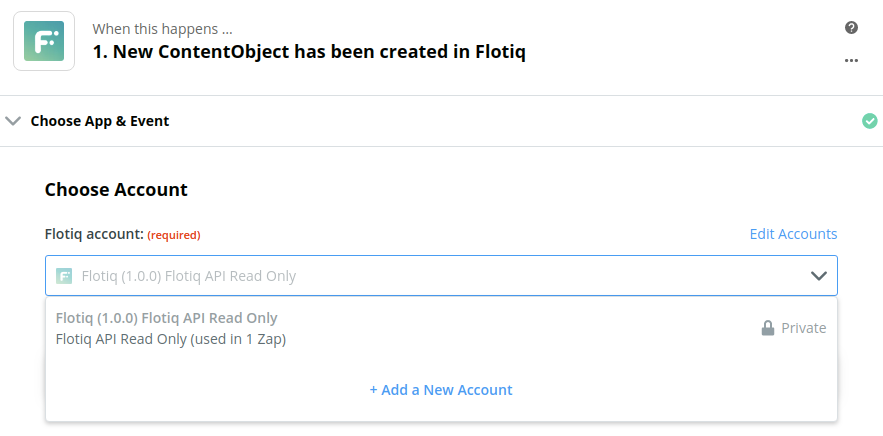 When this happens ...
1. New ContentObject has been created in Flotiq
Choose App & Event
Choose Account
Flotiq account: (required)
Edit Accounts
Flotiq (1.0.0) Flotiq API Read Only
Flotiq (1.0.0) Flotiq API Read Only
Flotiq API Read Only (used in 1 Zap)
Private
+ Add a New Account